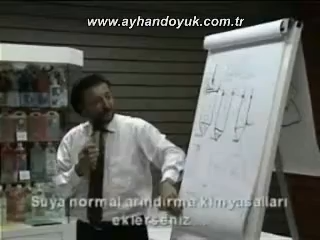 www.ayhandoyuk.com.tr
Suya normal arındırma kimyasalları
eklerseniz ...